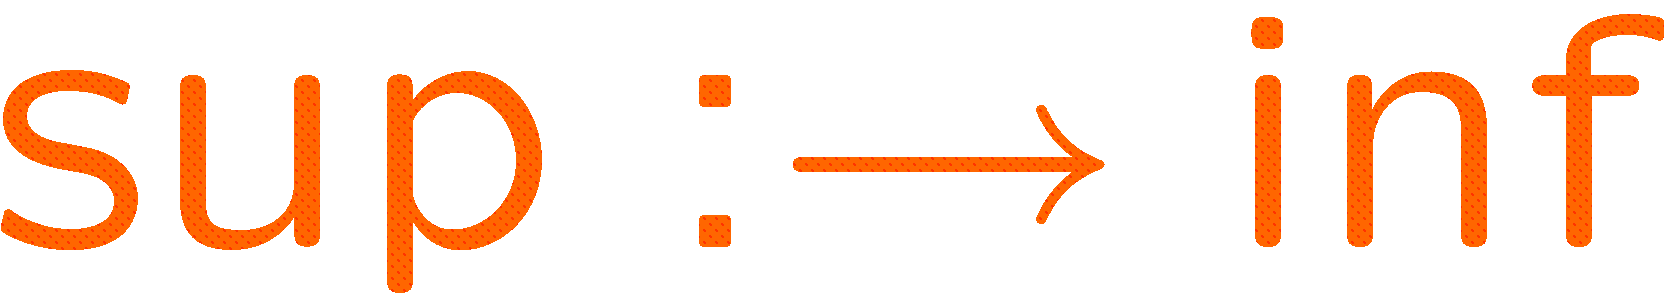 sup :→ inf